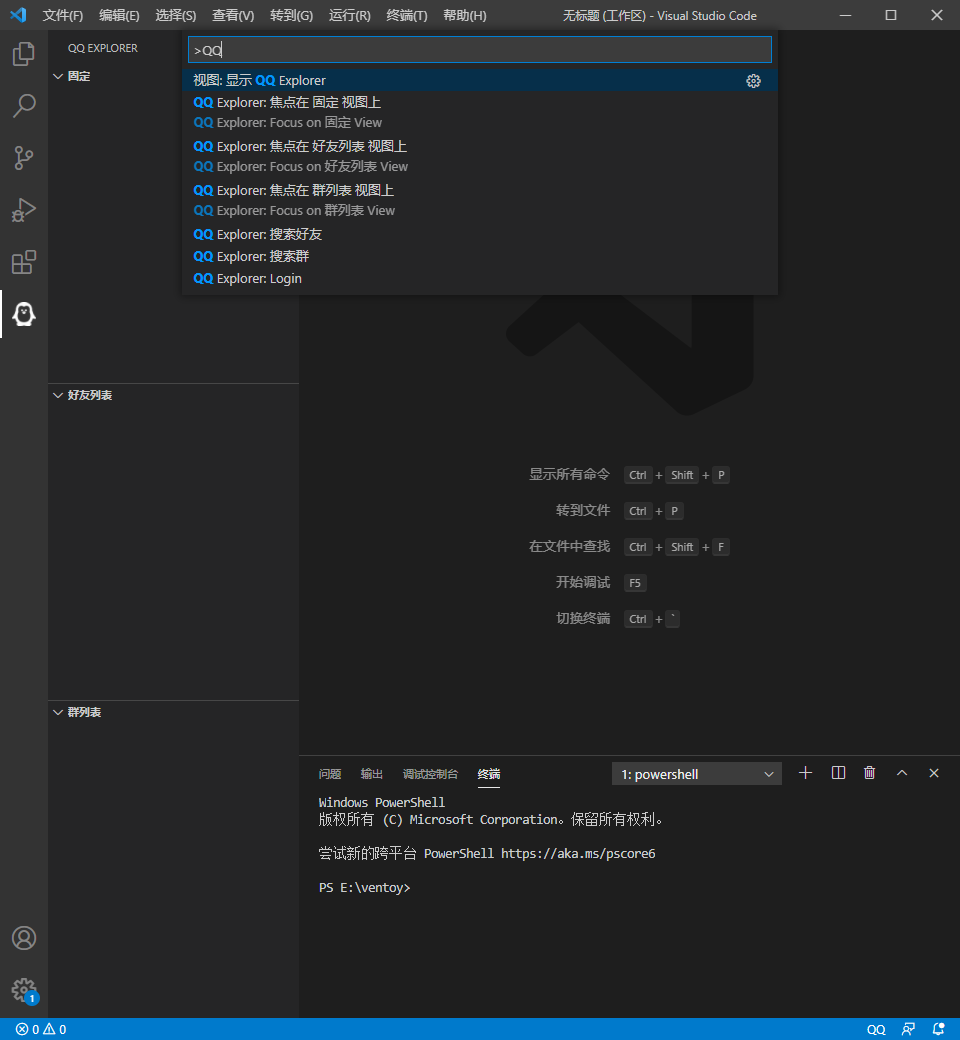 文件(F) 编辑(E) 选择(S) 查看(V) 转到(G) 运行(R) 终端(T) 帮助(H) 无标题 (工作区) - Visual Studio Code
QQ EXPLORER
固定
>QQ
视图: 显示 QQ Explorer
QQ Explorer: 焦点在 固定 视图上
QQ Explorer: Focus on 固定 View
QQ Explorer: 焦点在 好友列表 视图上
QQ Explorer: Focus on 好友列表 View
QQ Explorer: 焦点在 群列表 视图上
QQ Explorer: Focus on 群列表 View
QQ Explorer: 搜索好友
QQ Explorer: 搜索群
QQ Explorer: Login
好友列表
显示所有命令 Ctrl + Shift + P
转到文件 Ctrl + P
在文件中查找 Ctrl + Shift + F
开始调试 F5
切换终端 Ctrl + `
群列表
问题 输出 调试控制台 终端 1: powershell
Windows PowerShell
版权所有 (C) Microsoft Corporation。保留所有权利。
尝试新的跨平台 PowerShell https://aka.ms/pscore6
PS E:\ventoy>
1
0 0 QQ